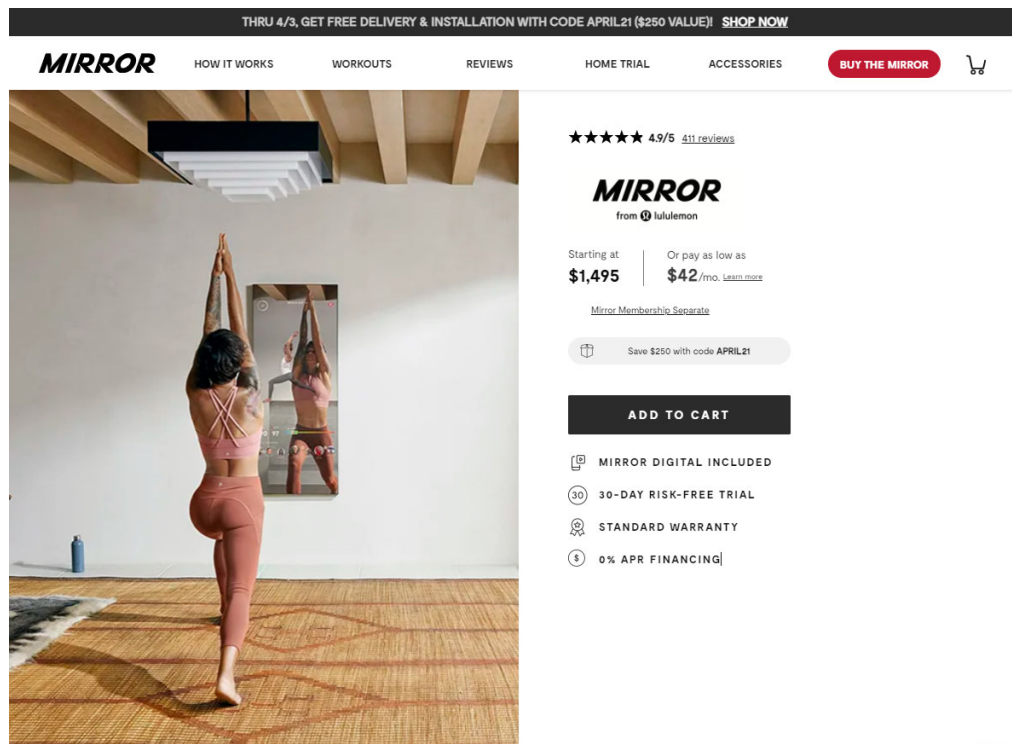 THRU 4/3, GET FREE DELIVERY & INSTALLATION WITH CODE APRIL21 ($250 VALUE)! SHOP NOW
MIRROR HOW IT WORKS WORKOUTS REVIEWS HOME TRIAL ACCESSORIES BUY THE MIRROR
4.9/5 411 reviews
MIRROR
from lululemon
Starting at Or pay as low as
$1,495 $42/mo. Learn more
Mirror Membership Separate
Save $250 with code APRIL21
ADD TO CART
MIRROR DIGITAL INCLUDED
30 30-DAY RISK-FREE TRIAL
STANDARD WARRANTY
$ 0% APR FINANCING